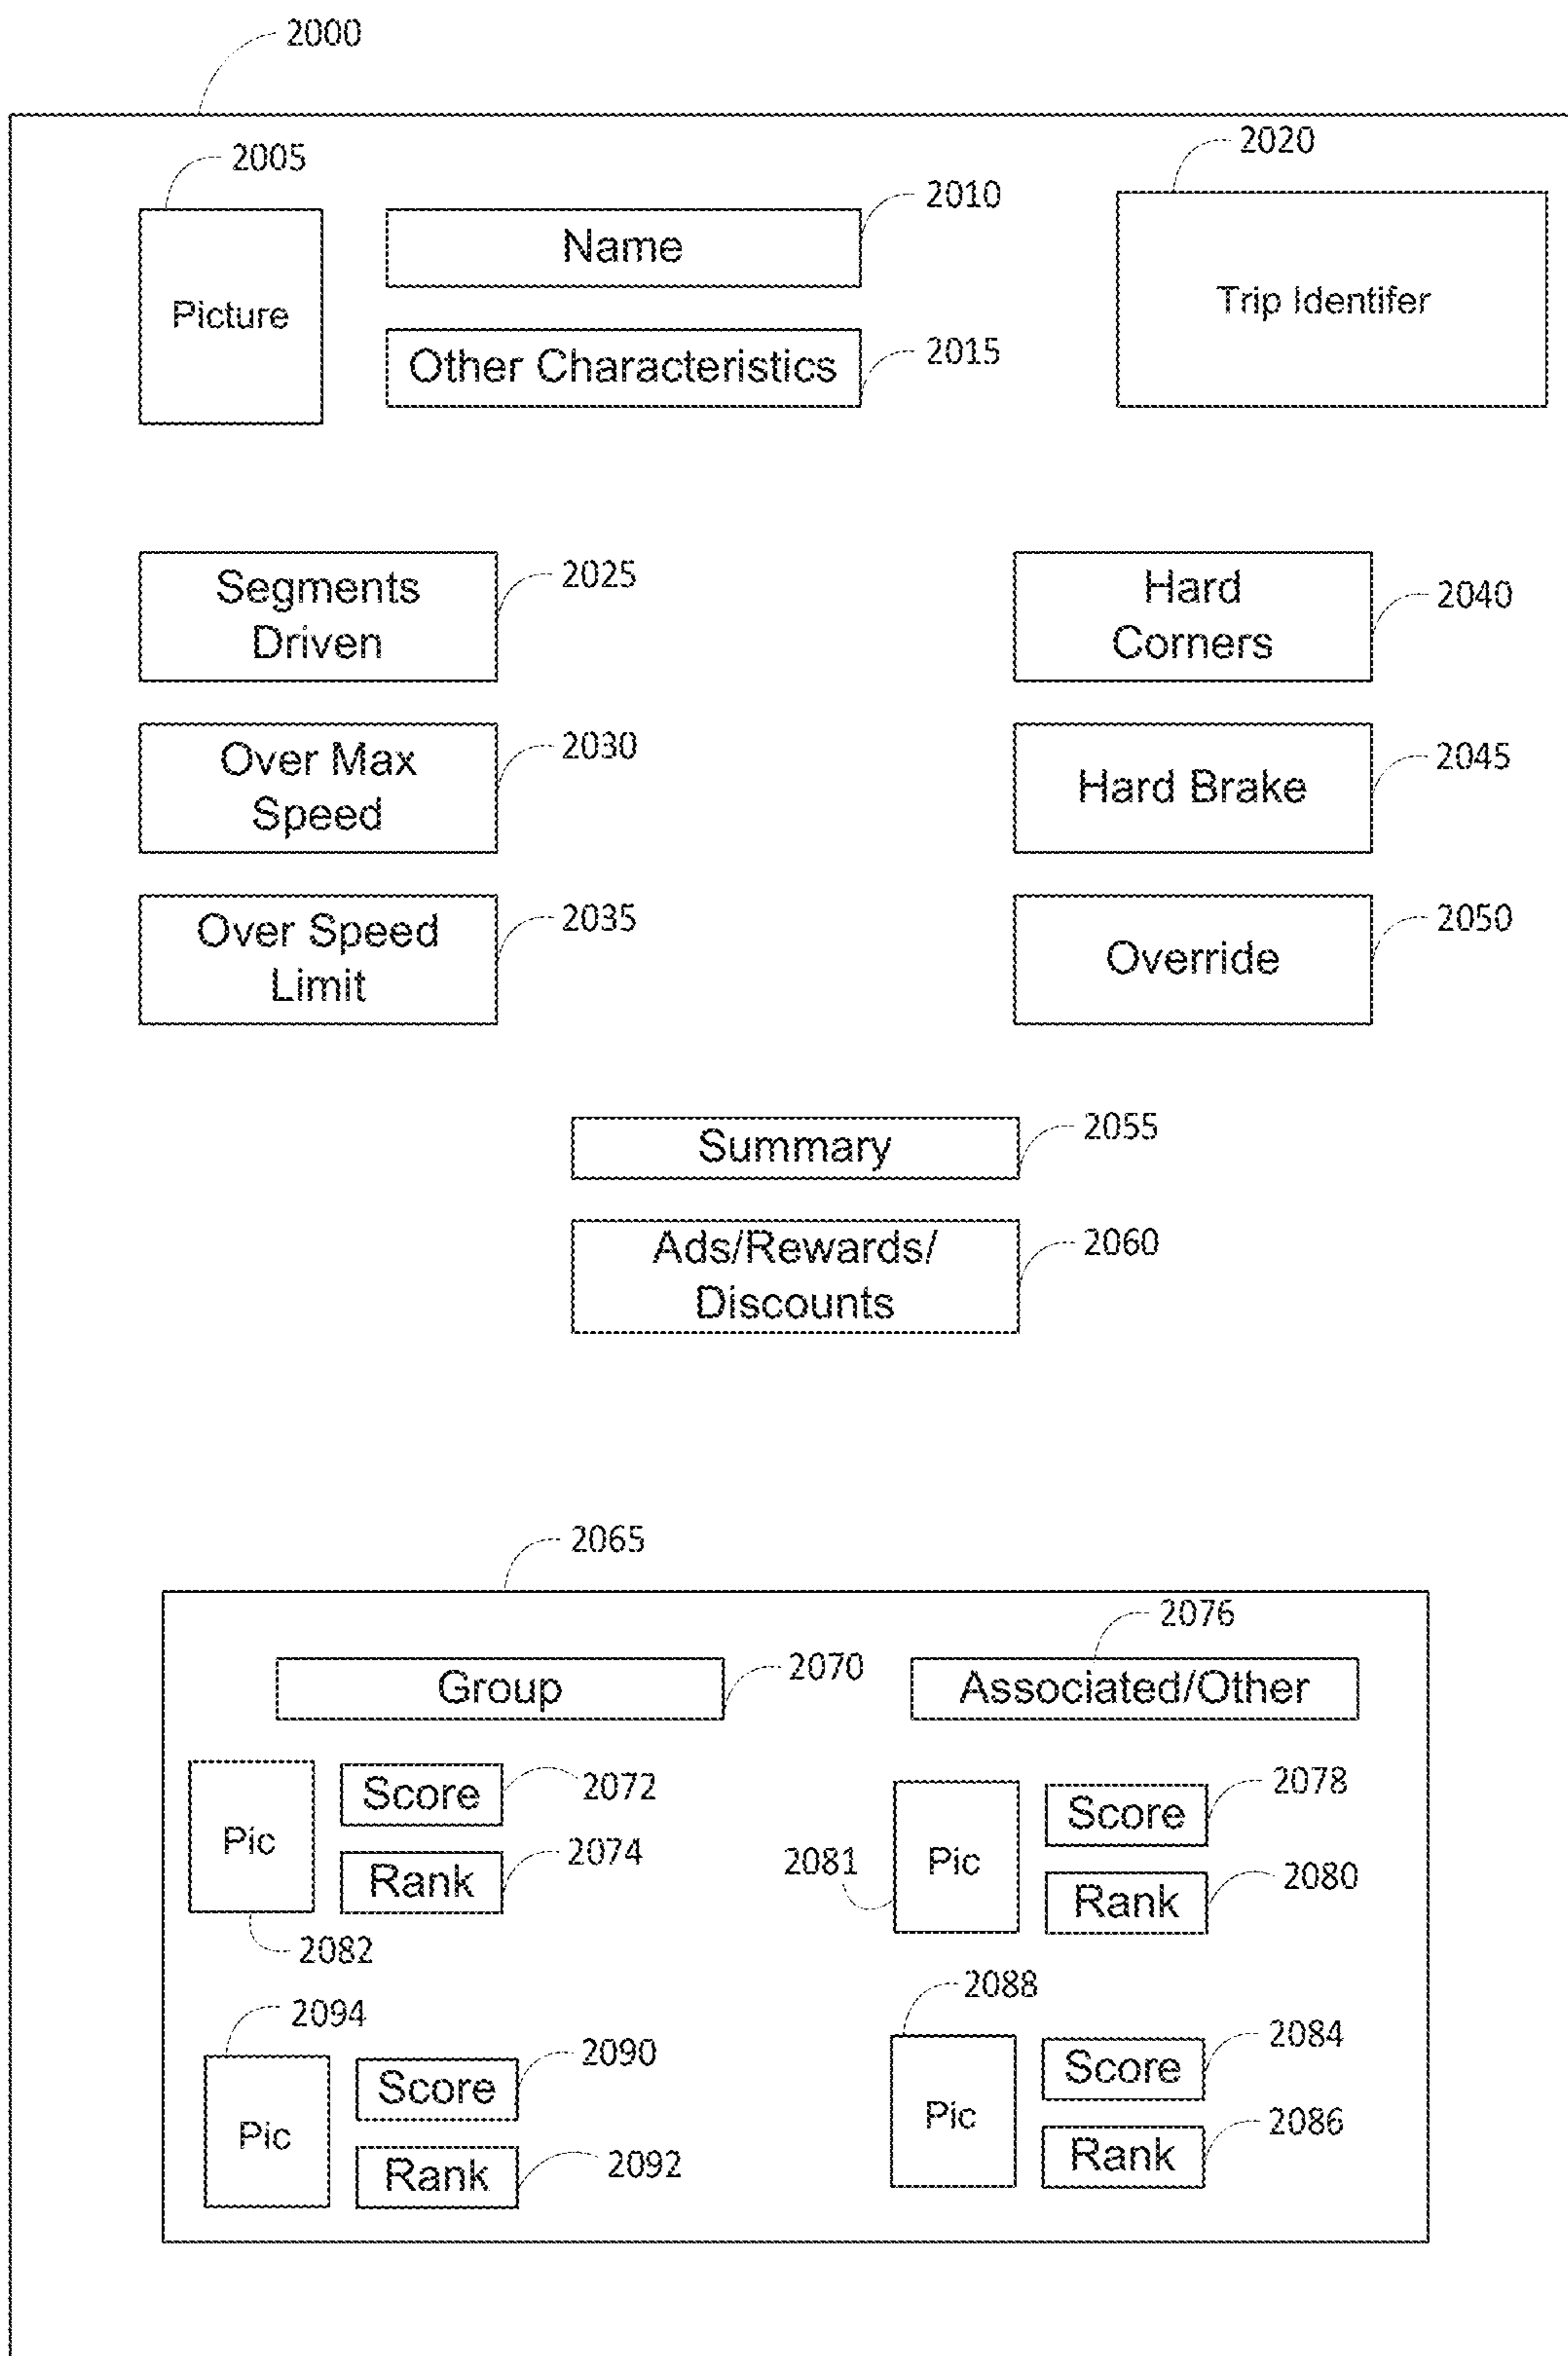 2000
2005
2020
2010
Name
Picture
Trip Identifer
2015
Other Characteristics
2025
Segments
Driven
Hard
Corners
2040
2030
Over Max
Speed
Hard Brake
2045
2035
Over Speed
Limit
Override
2050
Summary
2055
Ads/Rewards/
Discounts
2060
2065
2076
Group
2070
Associated/Other
Score
2072
Pic
Rank
2074
2082
Score
2078
2081
Pic
Rank
2080
2094
Score
2090
Pic
Rank
2092
2088
Score
2084
Pic
Rank
2086